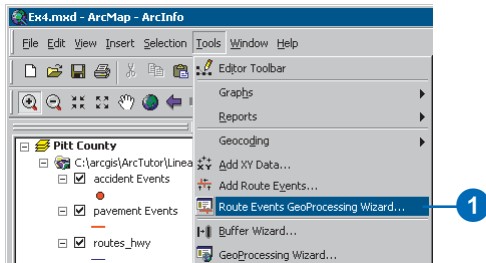 Ex4.mxd - ArcMap - ArcInfo
File Edit View Insert Selection Tools Window Help
Editor Toolbar
Graphs
Reports
Geocoding
Add XY Data...
Add Route Events...
Route Events GeoProcessing Wizard...
1
Buffer Wizard...
GeoProcessing Wizard...
Pitt County
C:\arcgis\ArcTutor\Linea
accident Events
pavement Events
routes_hwy